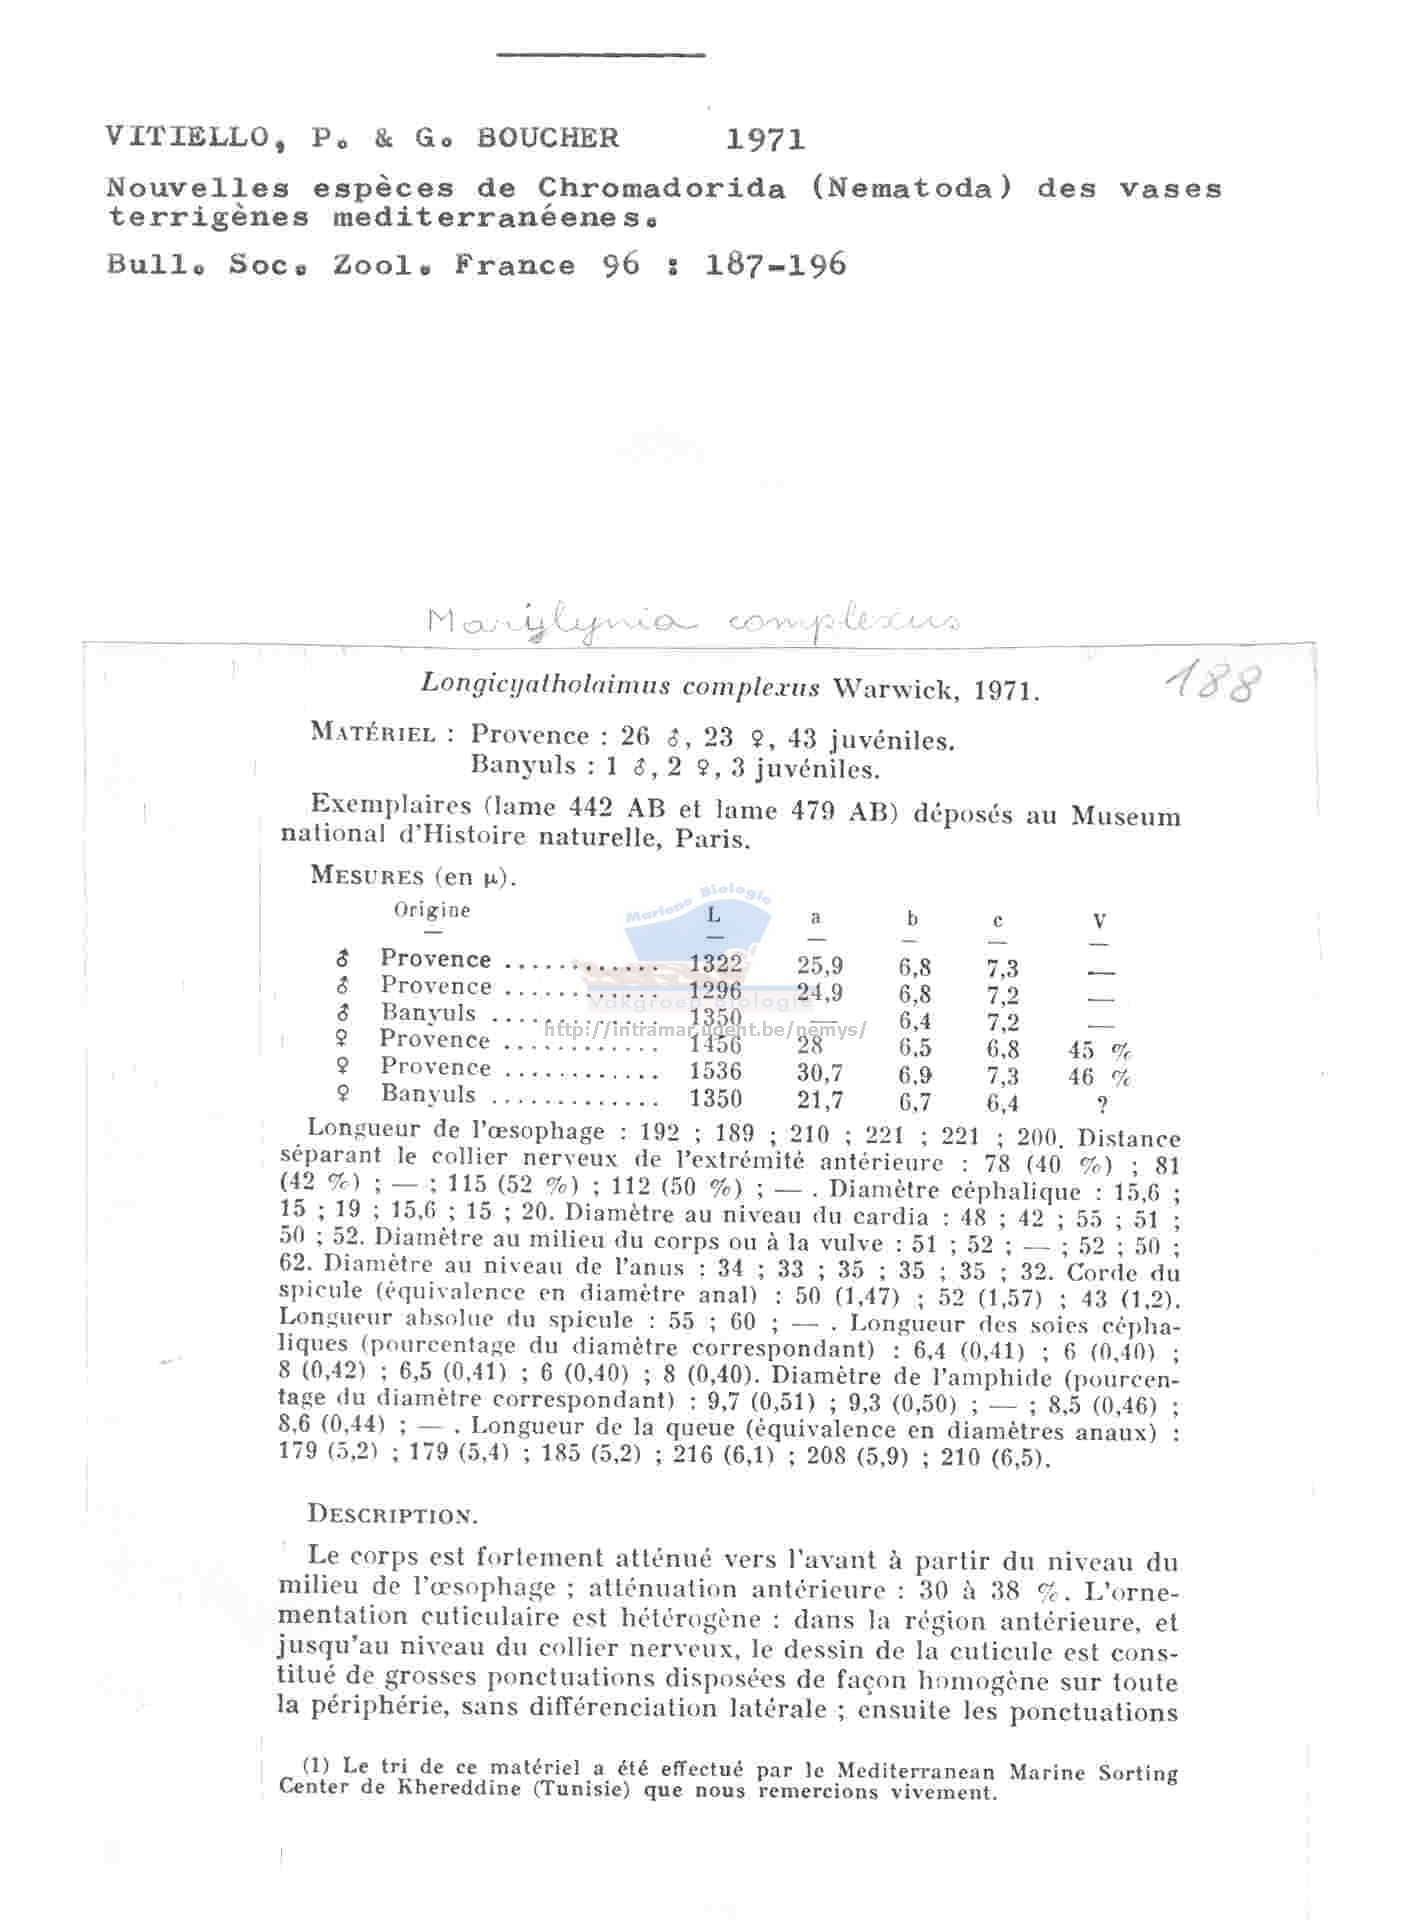 VITIELLO, P. & G. BOUCHER 1971
Nouvelles espèces de Chromadorida (Nematoda) des vases
terrigènes mediterranéenes.
Bull. Soc. Zool. France 96 : 187-196
Marylynia complexus
188
Longicyatholaimus complexus Warwick, 1971.
MATÉRIEL : Provence : 26 ♂, 23 ♀, 43 juvéniles.
Banyuls : 1 ♂, 2 ♀, 3 juvéniles.
Exemplaires (lame 442 AB et lame 479 AB) déposés au Museum
national d'Histoire naturelle, Paris.
MESURES (en μ).
Origine L a b c V
♂ Provence ............ 1322 25,9 6,8 7,3 —
♂ Provence ............ 1296 24,9 6,8 7,2 —
♂ Banyuls ............. 1350 — 6,4 7,2 —
♀ Provence ............ 1456 28 6,5 6,8 45 %
♀ Provence ............ 1536 30,7 6,9 7,3 46 %
♀ Banyuls ............. 1350 21,7 6,7 6,4 ?
Mariene Biologie
Vakgroep Biologie
http://intramar.ugent.be/nemys/
Longueur de l'œsophage : 192 ; 189 ; 210 ; 221 ; 221 ; 200. Distance
séparant le collier nerveux de l'extrémité antérieure : 78 (40 %) ; 81
(42 %) ; — ; 115 (52 %) ; 112 (50 %) ; — . Diamètre céphalique : 15,6 ;
15 ; 19 ; 15,6 ; 15 ; 20. Diamètre au niveau du cardia : 48 ; 42 ; 55 ; 51 ;
50 ; 52. Diamètre au milieu du corps ou à la vulve : 51 ; 52 ; — ; 52 ; 50 ;
62. Diamètre au niveau de l'anus : 34 ; 33 ; 35 ; 35 ; 35 ; 32. Corde du
spicule (équivalence en diamètre anal) : 50 (1,47) ; 52 (1,57) ; 43 (1,2).
Longueur absolue du spicule : 55 ; 60 ; — . Longueur des soies cépha-
liques (pourcentage du diamètre correspondant) : 6,4 (0,41) ; 6 (0,40) ;
8 (0,42) ; 6,5 (0,41) ; 6 (0,40) ; 8 (0,40). Diamètre de l'amphide (pourcen-
tage du diamètre correspondant) : 9,7 (0,51) ; 9,3 (0,50) ; — ; 8,5 (0,46) ;
8,6 (0,44) ; — . Longueur de la queue (équivalence en diamètres anaux) :
179 (5,2) ; 179 (5,4) ; 185 (5,2) ; 216 (6,1) ; 208 (5,9) ; 210 (6,5).
DESCRIPTION.
Le corps est fortement atténué vers l'avant à partir du niveau du
milieu de l'œsophage ; atténuation antérieure : 30 à 38 %. L'orne-
mentation cuticulaire est hétérogène : dans la région antérieure, et
jusqu'au niveau du collier nerveux, le dessin de la cuticule est cons-
titué de grosses ponctuations disposées de façon homogène sur toute
la périphérie, sans différenciation latérale ; ensuite les ponctuations
(1) Le tri de ce matériel a été effectué par le Mediterranean Marine Sorting
Center de Khereddine (Tunisie) que nous remercions vivement.